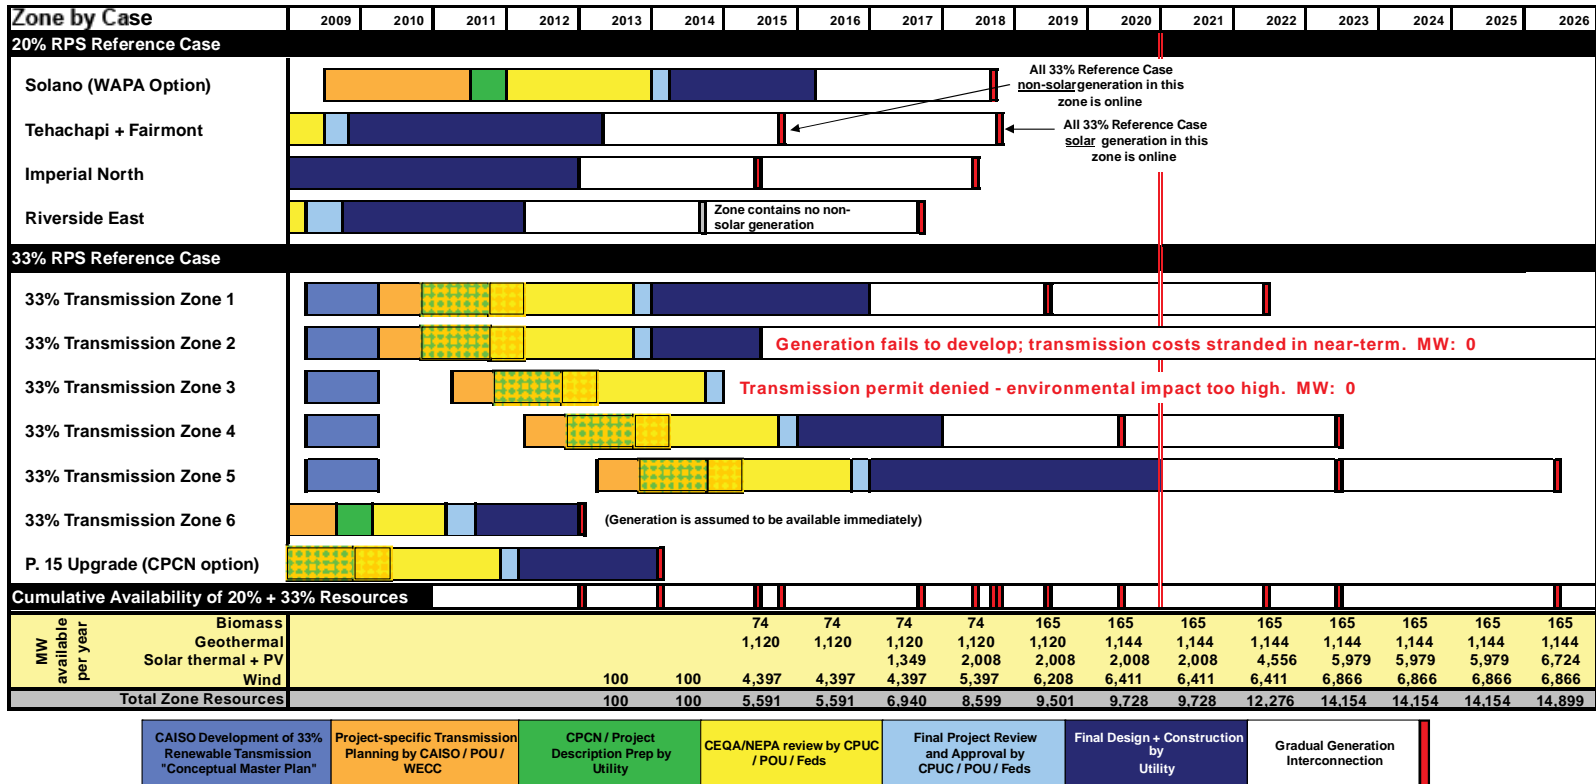 Zone by Case 2009 2010 2011 2012 2013 2014 2015 2016 2017 2018 2019 2020 2021 2022 2023 2024 2025 2026
20% RPS Reference Case
Solano (WAPA Option)
All 33% Reference Case
non-solargeneration in this
zone is online
Tehachapi + Fairmont
All 33% Reference Case
solar generation in this
zone is online
Imperial North
Riverside East
Zone contains no non-
solar generation
33% RPS Reference Case
33% Transmission Zone 1
33% Transmission Zone 2
Generation fails to develop; transmission costs stranded in near-term. MW: 0
33% Transmission Zone 3
Transmission permit denied - environmental impact too high. MW: 0
33% Transmission Zone 4
33% Transmission Zone 5
33% Transmission Zone 6
(Generation is assumed to be available immediately)
P. 15 Upgrade (CPCN option)
Cumulative Availability of 20% + 33% Resources
MW
available
per year
Biomass 74 74 74 74 165 165 165 165 165 165 165 165
Geothermal 1,120 1,120 1,120 1,120 1,120 1,144 1,144 1,144 1,144 1,144 1,144 1,144
Solar thermal + PV 1,349 2,008 2,008 2,008 2,008 4,556 5,979 5,979 5,979 6,724
Wind 100 100 4,397 4,397 4,397 5,397 6,208 6,411 6,411 6,411 6,866 6,866 6,866 6,866
Total Zone Resources 100 100 5,591 5,591 6,940 8,599 9,501 9,728 9,728 12,276 14,154 14,154 14,154 14,899
CAISO Development of 33%
Renewable Tansmission
"Conceptual Master Plan"
Project-specific Transmission
Planning by CAISO / POU /
WECC
CPCN / Project
Description Prep by
Utility
CEQA/NEPA review by CPUC
/ POU / Feds
Final Project Review
and Approval by
CPUC / POU / Feds
Final Design + Construction
by
Utility
Gradual Generation
Interconnection